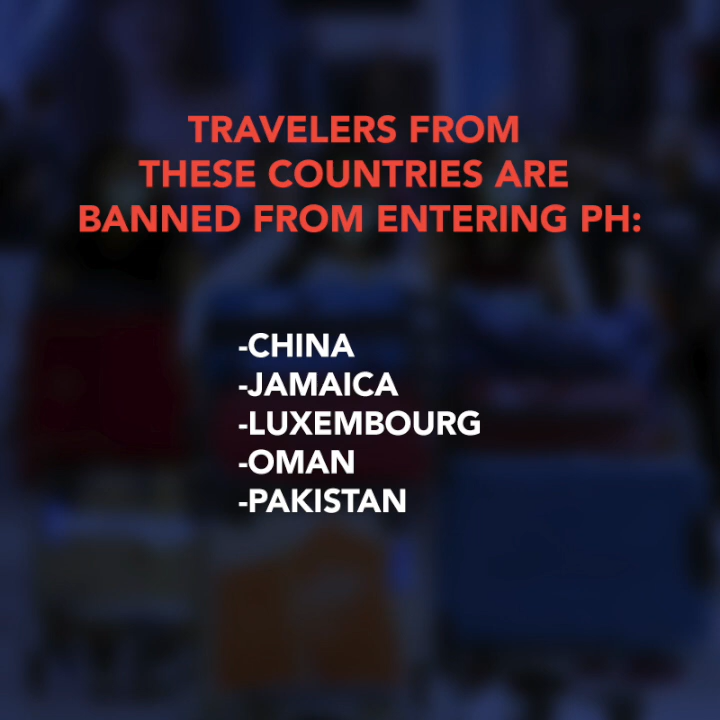 TRAVELERS FROM
THESE COUNTRIES ARE
BANNED FROM ENTERING PH:
-CHINA
-JAMAICA
-LUXEMBOURG
-OMAN
-PAKISTAN